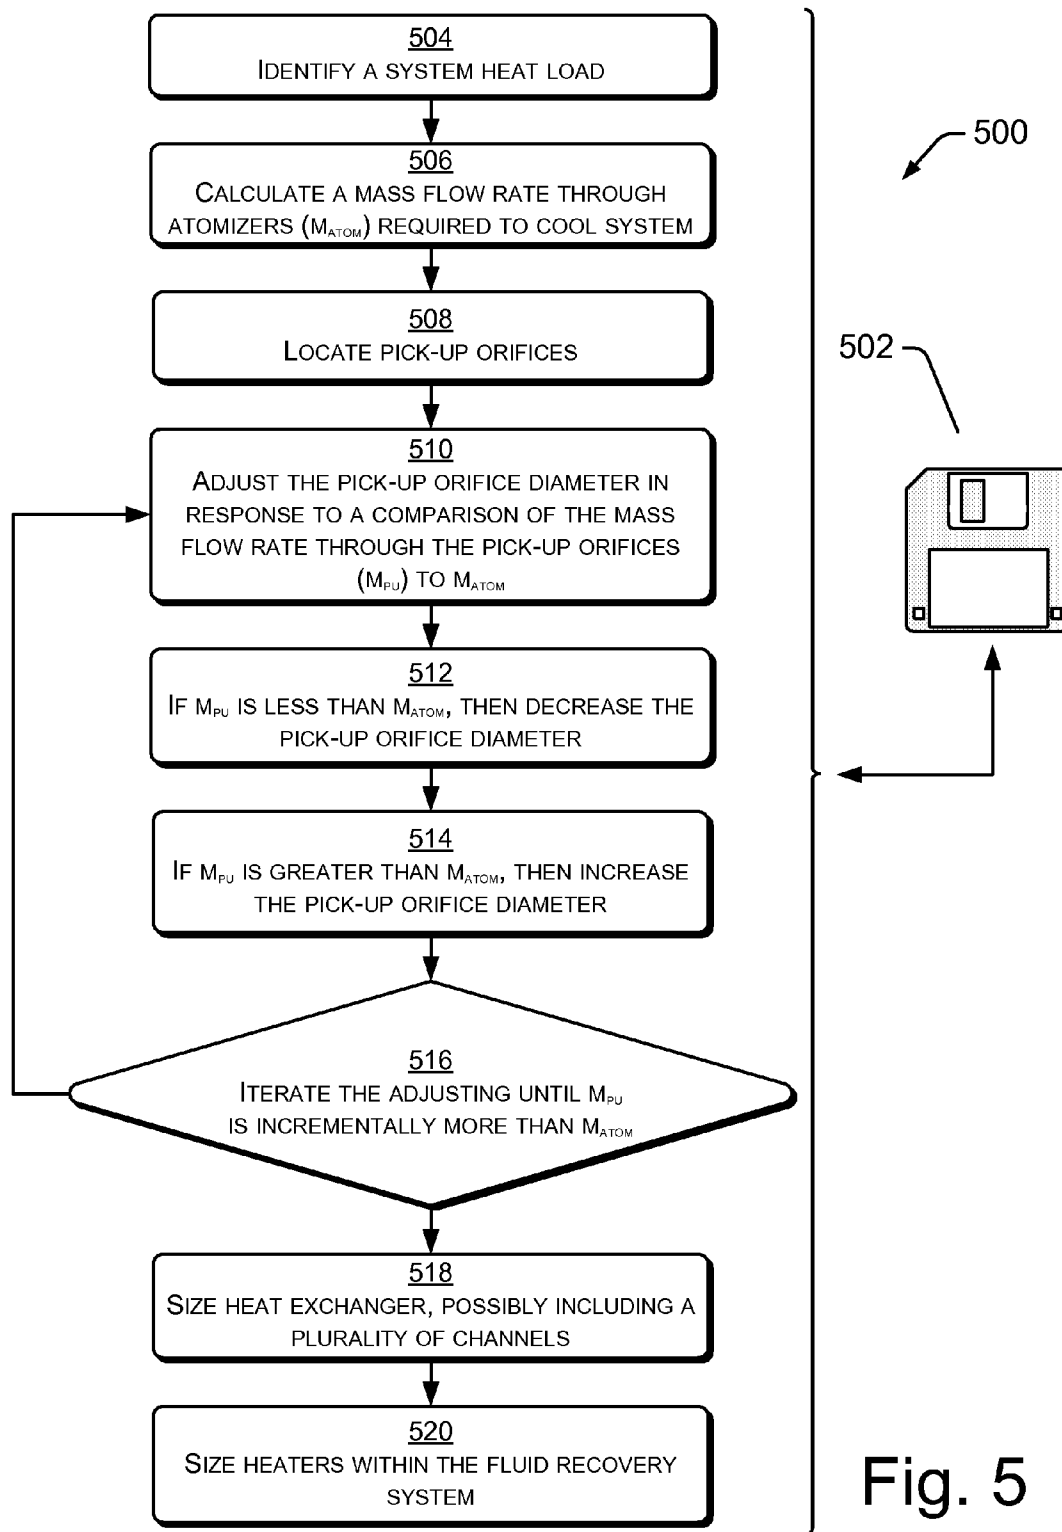 504
IDENTIFY A SYSTEM HEAT LOAD
500
506
CALCULATE A MASS FLOW RATE THROUGH
ATOMIZERS (MATOM) REQUIRED TO COOL SYSTEM
508
LOCATE PICK-UP ORIFICES
502
510
ADJUST THE PICK-UP ORIFICE DIAMETER IN
RESPONSE TO A COMPARISON OF THE MASS
FLOW RATE THROUGH THE PICK-UP ORIFICES
(MPU) TO MATOM
512
IF MPU IS LESS THAN MATOM, THEN DECREASE THE
PICK-UP ORIFICE DIAMETER
514
IF MPU IS GREATER THAN MATOM, THEN INCREASE
THE PICK-UP ORIFICE DIAMETER
516
ITERATE THE ADJUSTING UNTIL MPU
IS INCREMENTALLY MORE THAN MATOM
518
SIZE HEAT EXCHANGER, POSSIBLY INCLUDING A
PLURALITY OF CHANNELS
520
SIZE HEATERS WITHIN THE FLUID RECOVERY
SYSTEM
Fig. 5